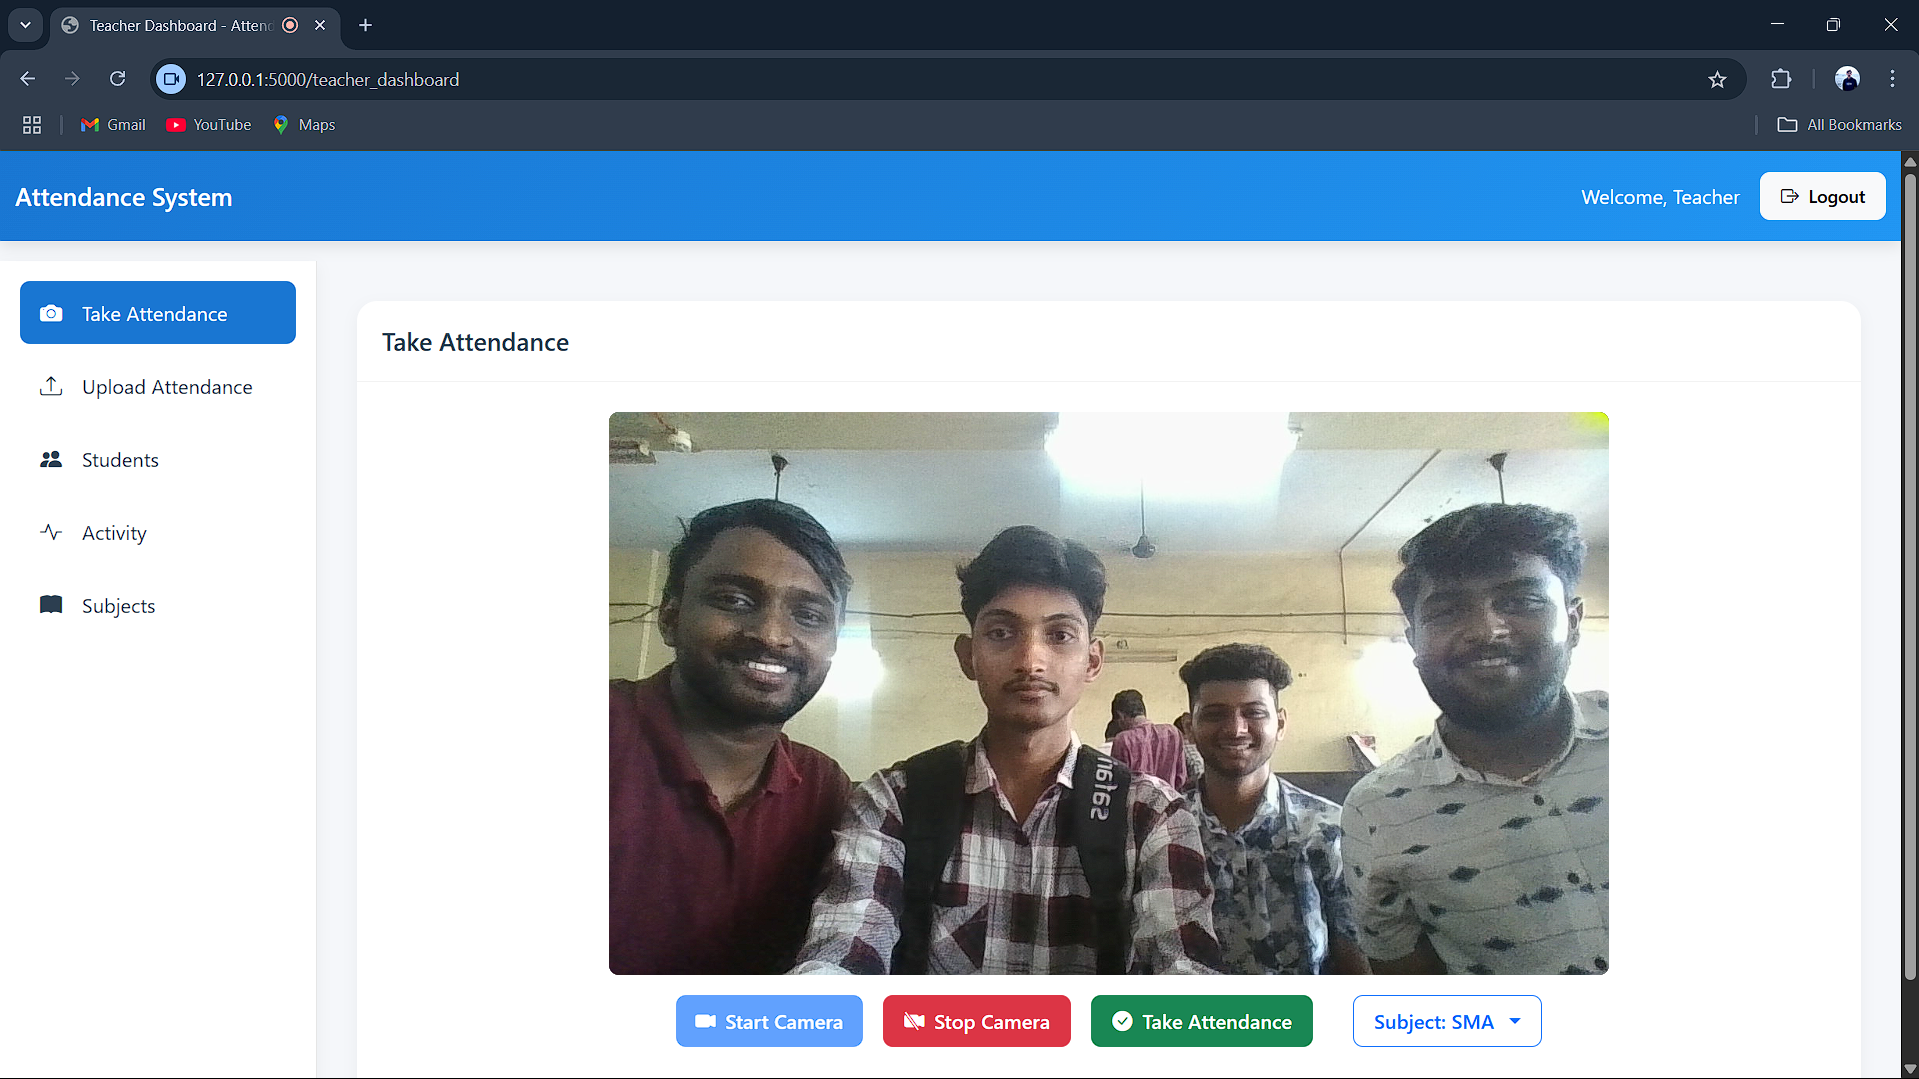 Teacher Dashboard - Attend
127.0.0.1:5000/teacher_dashboard
Gmail YouTube Maps All Bookmarks
Attendance System Welcome, Teacher Logout
Take Attendance
Upload Attendance
Students
Activity
Subjects
Take Attendance
Start Camera Stop Camera Take Attendance Subject: SMA